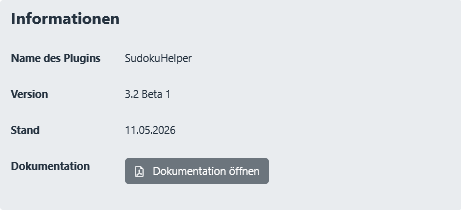 Informationen
Name des Plugins SudokuHelper
Version 3.2 Beta 1
Stand 11.05.2026
Dokumentation Dokumentation öffnen